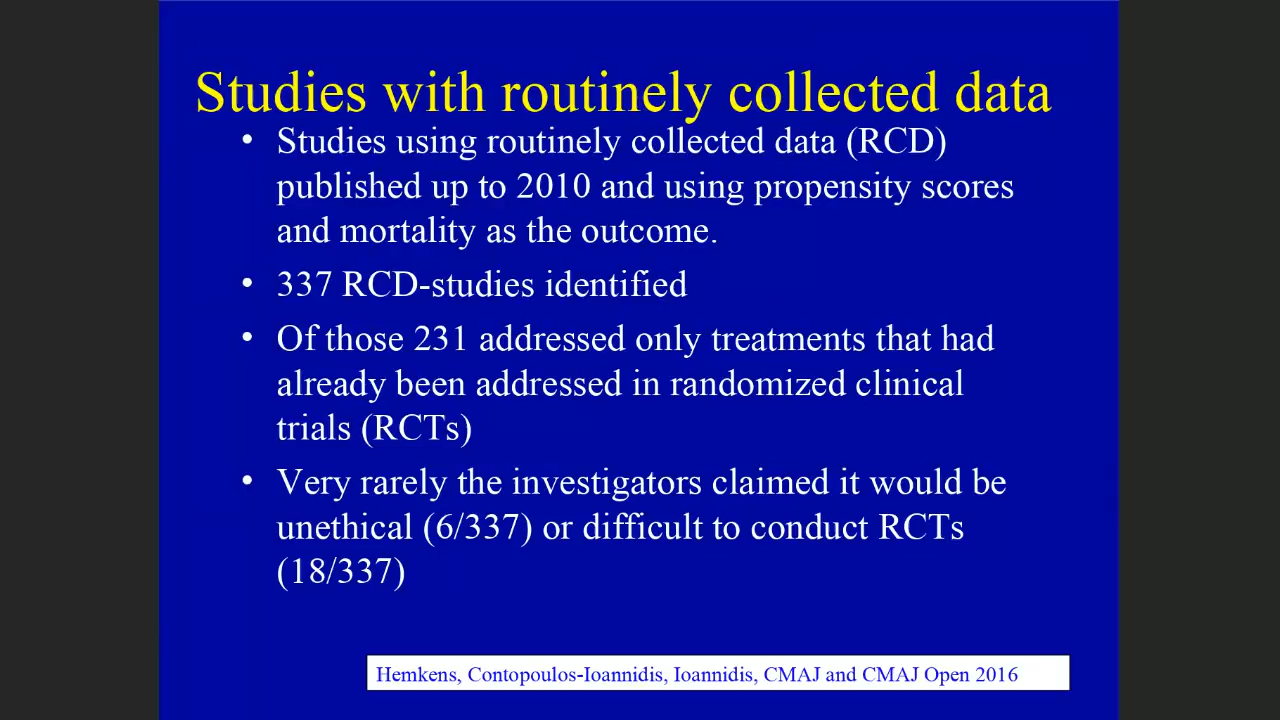 Studies with routinely collected data
• Studies using routinely collected data (RCD)
published up to 2010 and using propensity scores
and mortality as the outcome.
• 337 RCD-studies identified
• Of those 231 addressed only treatments that had
already been addressed in randomized clinical
trials (RCTs)
• Very rarely the investigators claimed it would be
unethical (6/337) or difficult to conduct RCTs
(18/337)
Hemkens, Contopoulos-Ioannidis, Ioannidis, CMAJ and CMAJ Open 2016